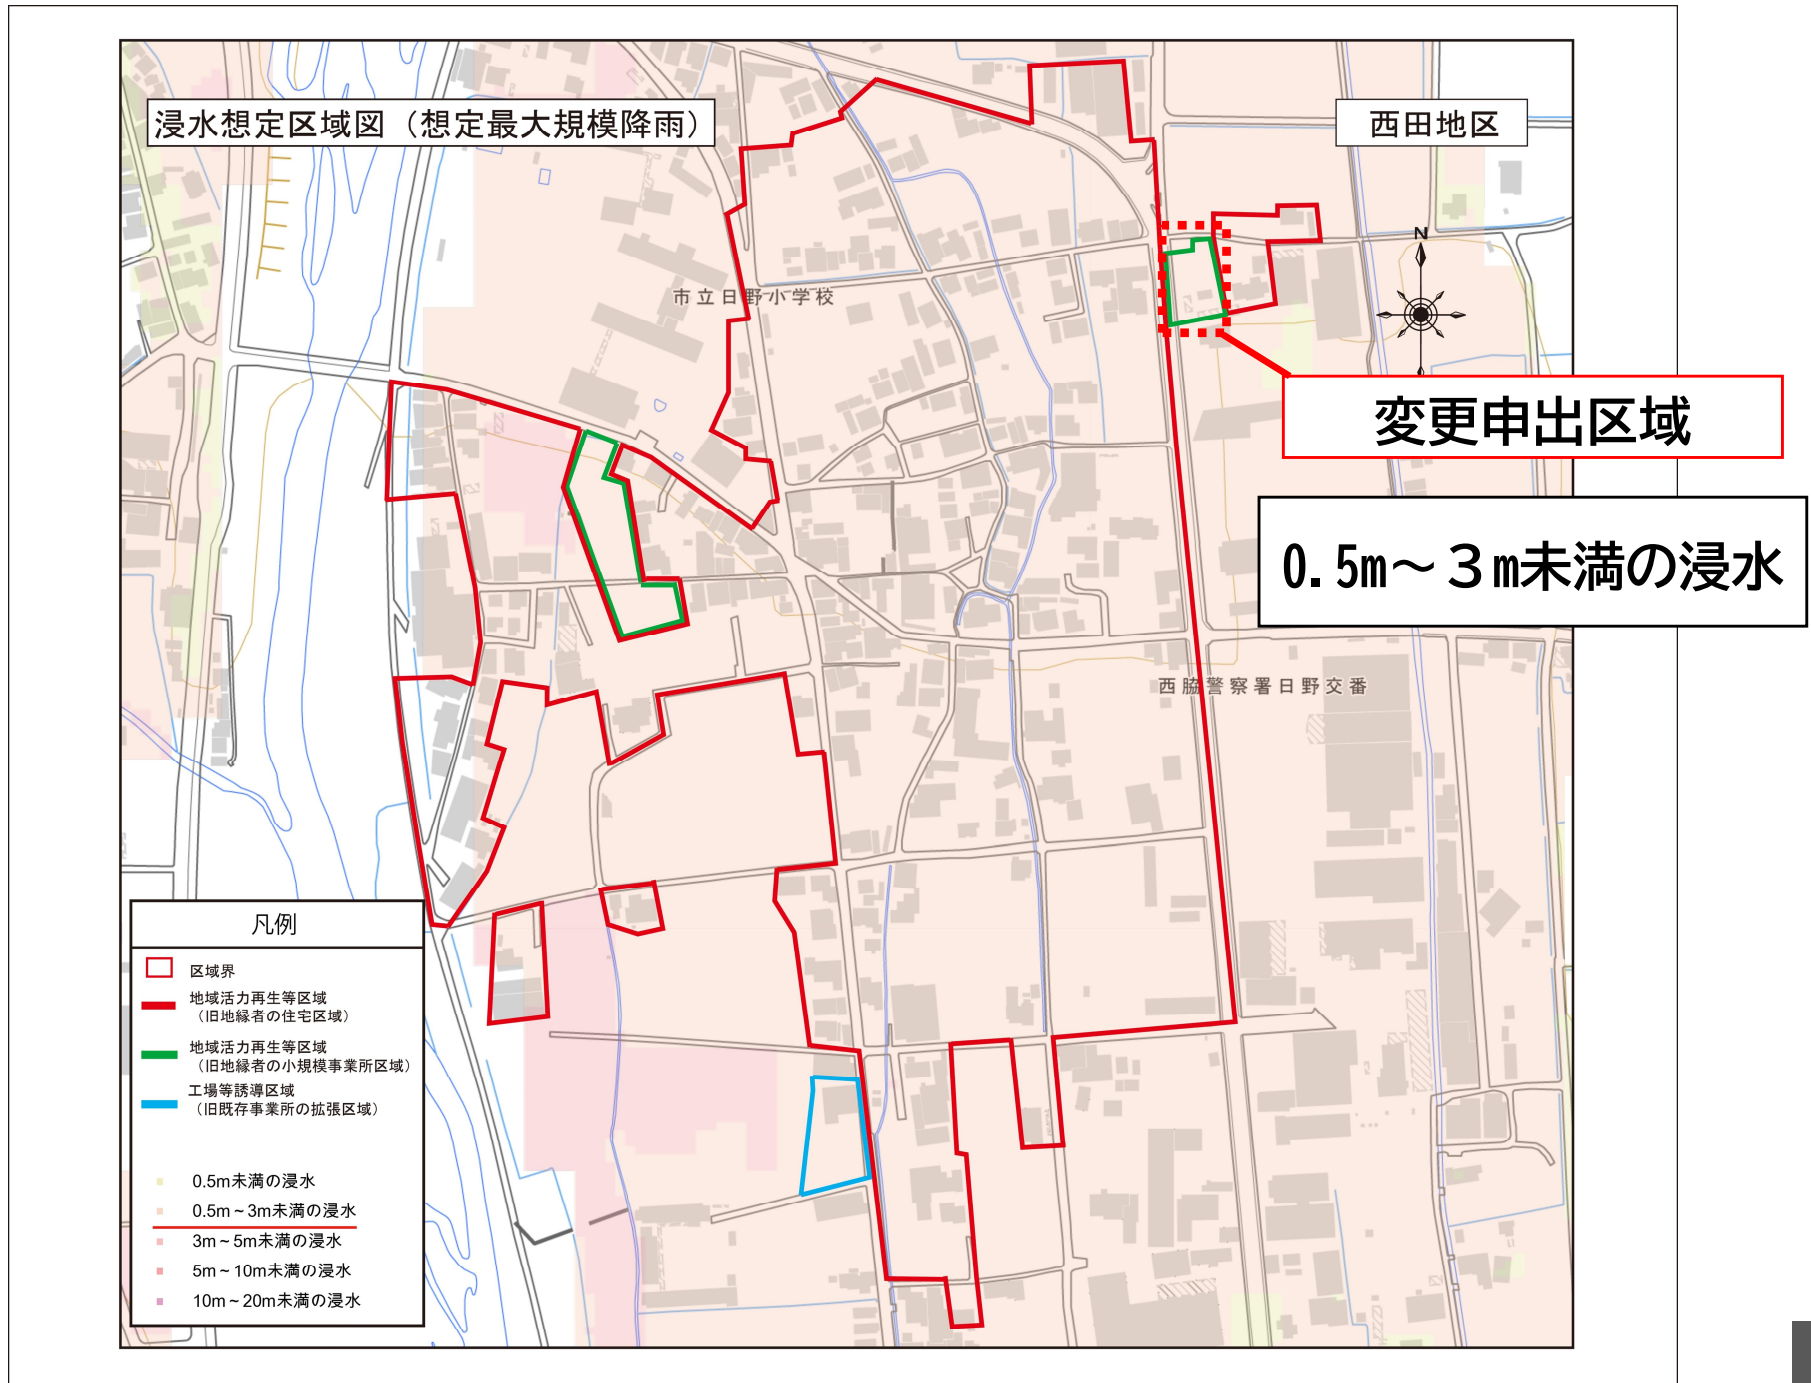 浸水想定区域図（想定最大規模降雨）
西田地区
N
市立日野小学校
変更申出区域
0.5m～３m未満の浸水
西脇警察署日野交番
凡例
区域界
地域活力再生等区域
（旧地縁者の住宅区域）
地域活力再生等区域
（旧地縁者の小規模事業所区域）
工場等誘導区域
（旧既存事業所の拡張区域）
0.5m未満の浸水
0.5m～3m未満の浸水
3m～5m未満の浸水
5m～10m未満の浸水
10m～20m未満の浸水